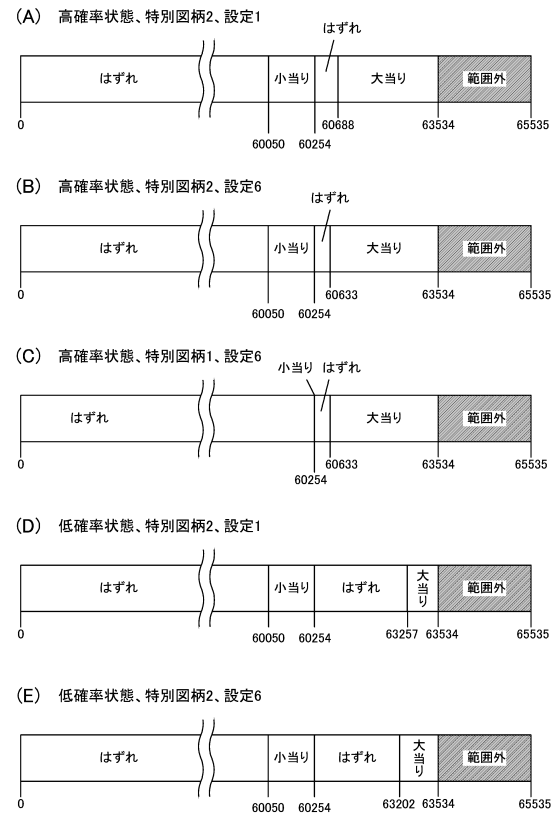 (A) 高確率状態、特別図柄2、設定1
はずれ
はずれ 小当り 大当り 範囲外
0 60050 60254 60688 63534 65535
(B) 高確率状態、特別図柄2、設定6
はずれ
はずれ 小当り 大当り 範囲外
0 60050 60254 60633 63534 65535
(C) 高確率状態、特別図柄1、設定6
小当り はずれ
はずれ 大当り 範囲外
0 60254 60633 63534 65535
(D) 低確率状態、特別図柄2、設定1
はずれ 小当り はずれ 大当り 範囲外
0 60050 60254 63257 63534 65535
(E) 低確率状態、特別図柄2、設定6
はずれ 小当り はずれ 大当り 範囲外
0 60050 60254 63202 63534 65535